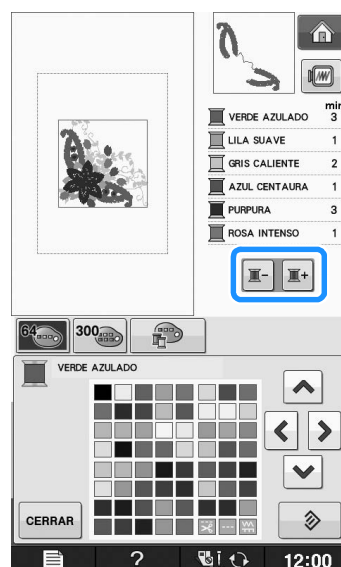 min
VERDE AZULADO 3
LILA SUAVE 1
GRIS CALIENTE 2
AZUL CENTAURA 1
PURPURA 3
ROSA INTENSO 1
- +
64 300
VERDE AZULADO
CERRAR
? 12:00